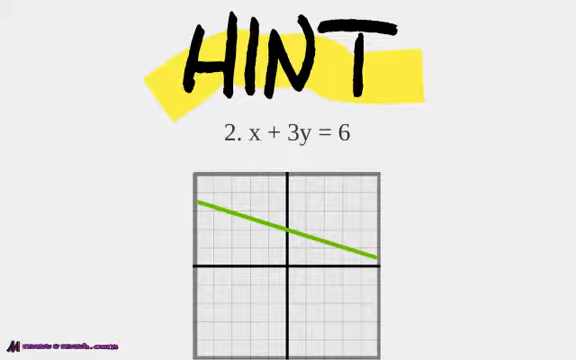 HINT
2. x + 3y = 6